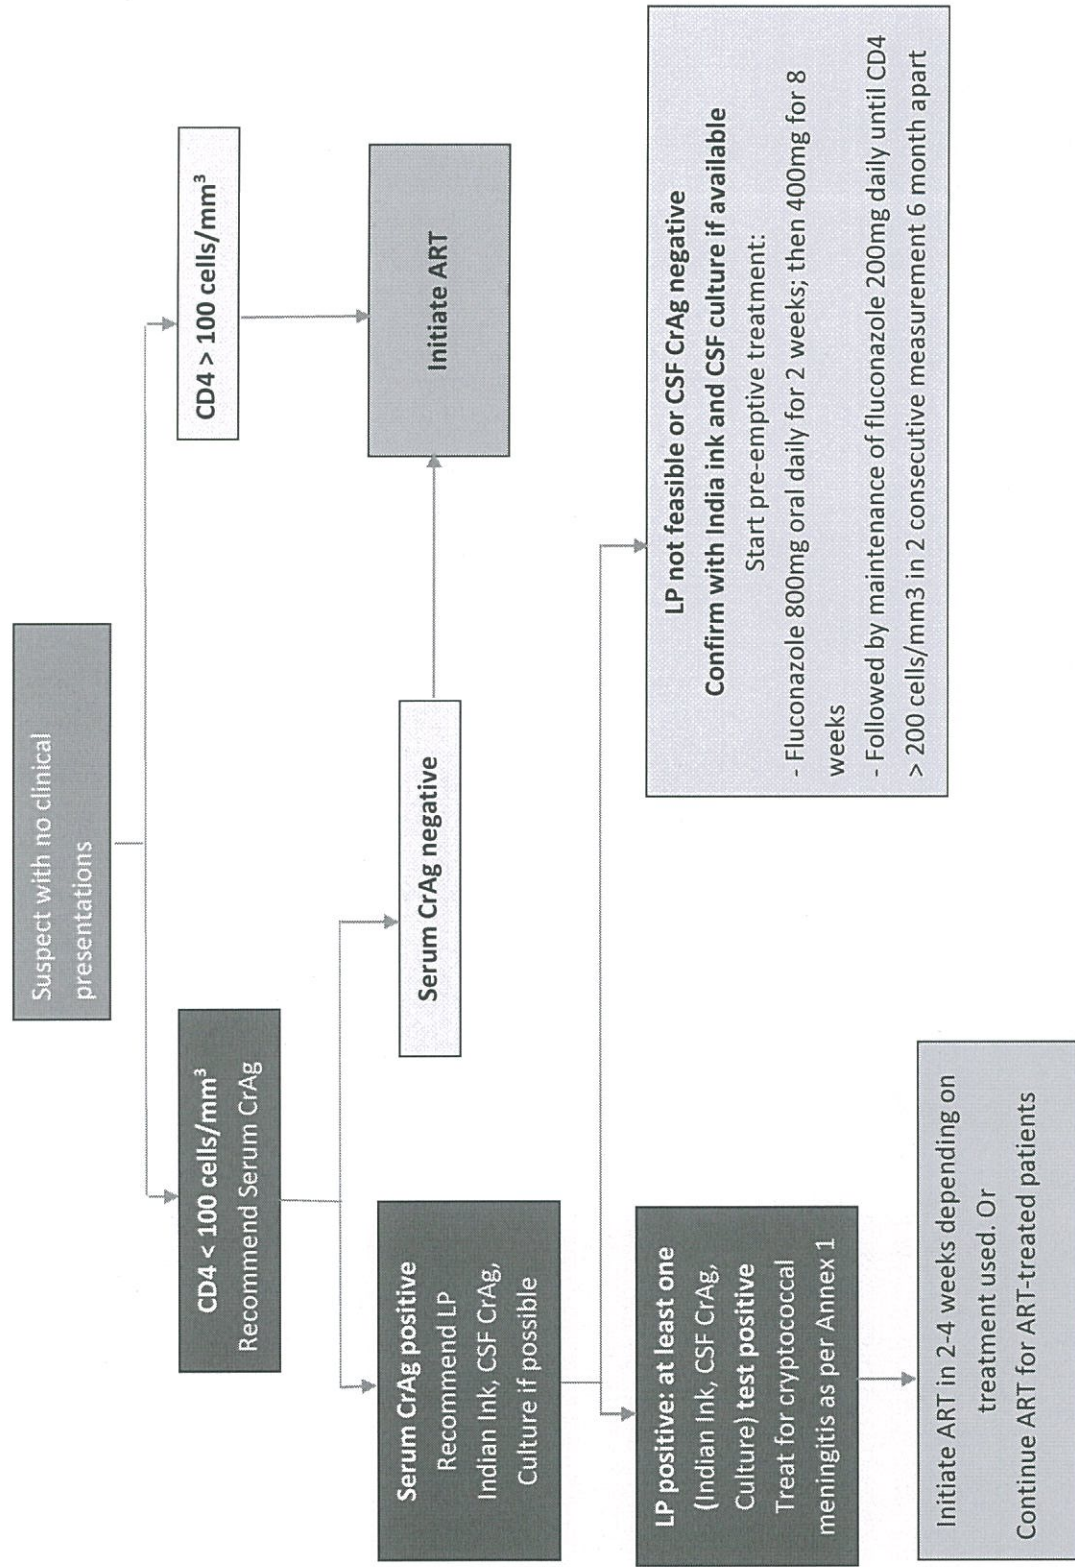 Suspect with no clinical
presentations
CD4 < 100 cells/mm³
Recommend Serum CrAg
CD4 > 100 cells/mm³
Serum CrAg positive
Recommend LP
Indian Ink, CSF CrAg,
Culture if possible
Serum CrAg negative
Initiate ART
LP positive: at least one
(Indian Ink, CSF CrAg,
Culture) test positive
Treat for cryptococcal
meningitis as per Annex 1
LP not feasible or CSF CrAg negative
Confirm with India ink and CSF culture if available
Start pre-emptive treatment:
- Fluconazole 800mg oral daily for 2 weeks; then 400mg for 8
weeks
- Followed by maintenance of fluconazole 200mg daily until CD4
> 200 cells/mm3 in 2 consecutive measurement 6 month apart
Initiate ART in 2-4 weeks depending on
treatment used. Or
Continue ART for ART-treated patients